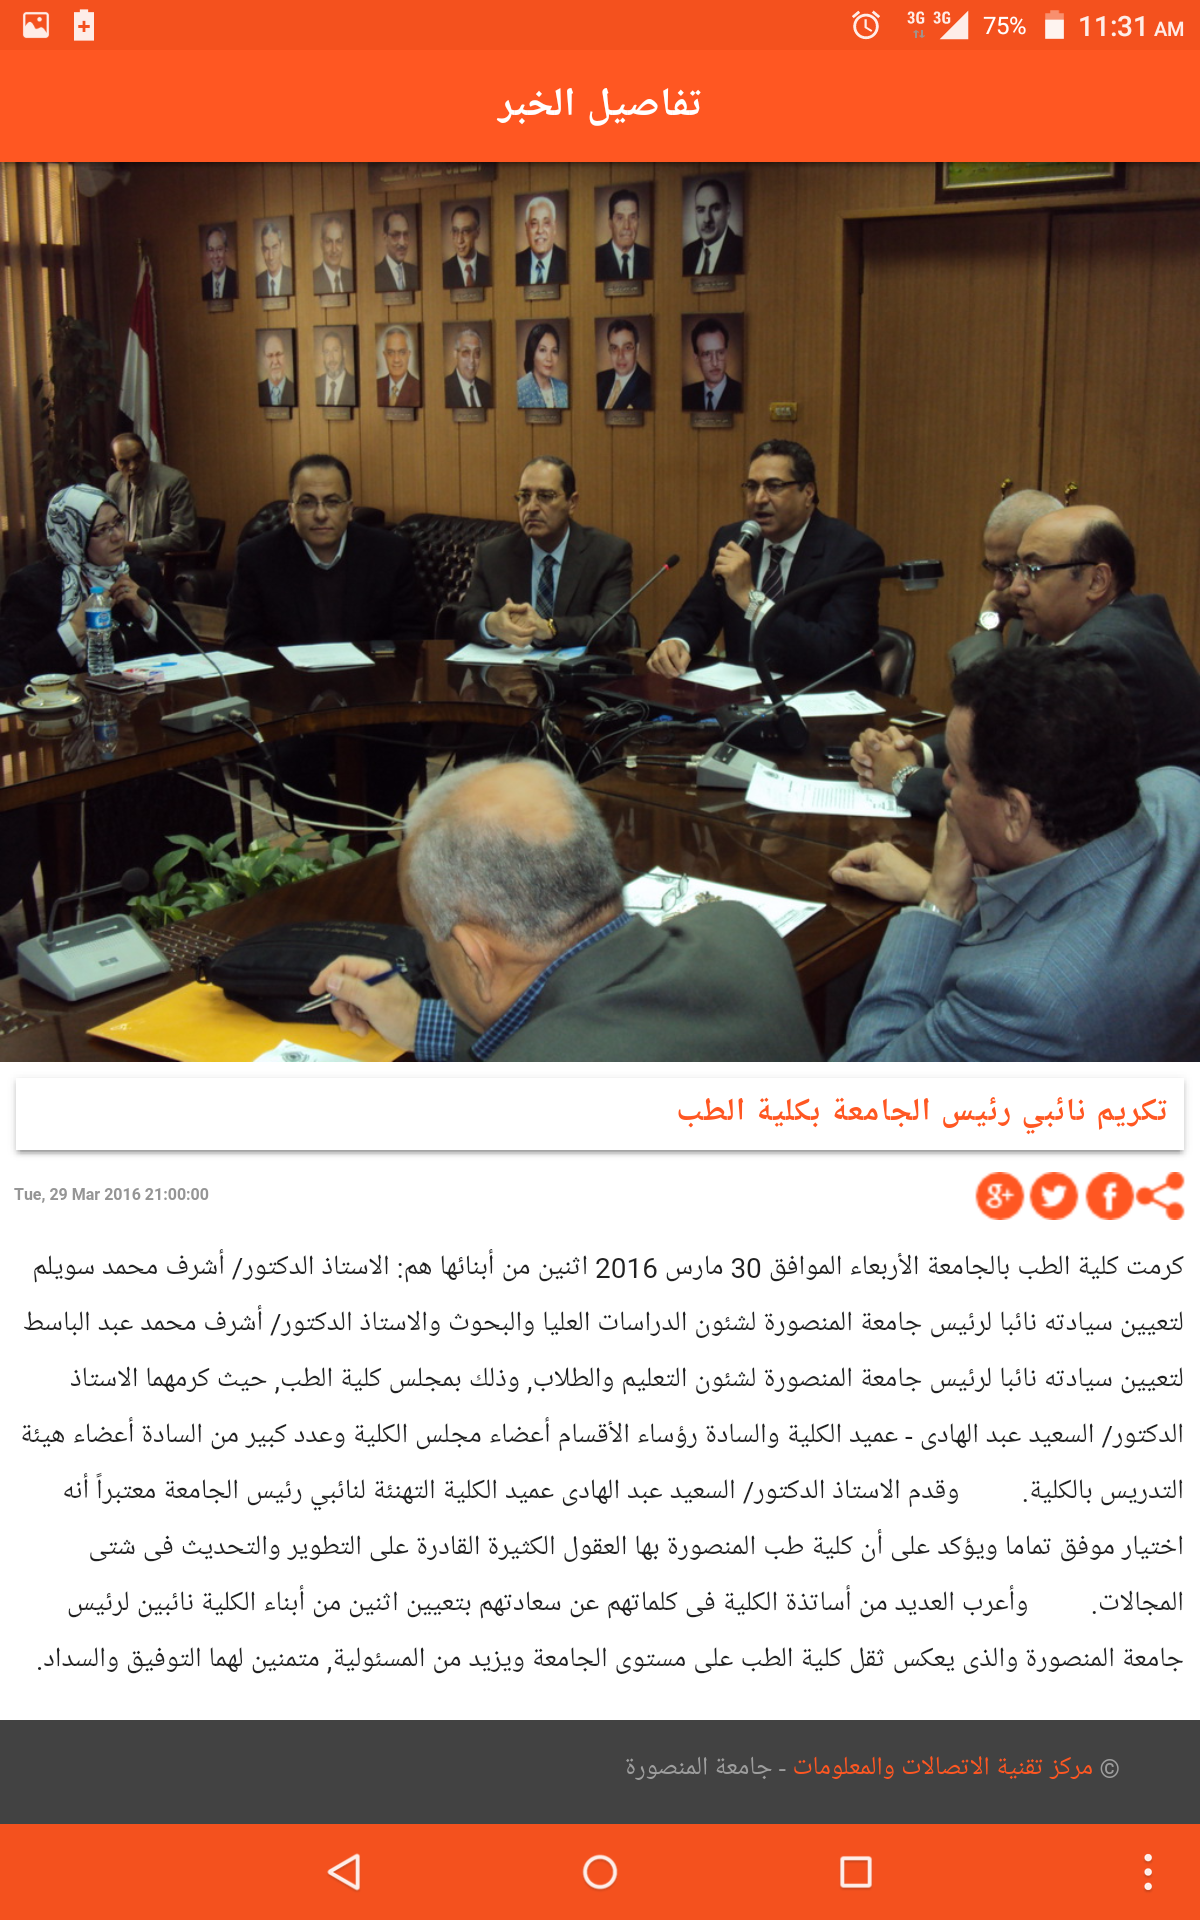 3G 3G 75% 11:31 AM
تفاصيل الخبر
تكريم نائبي رئيس الجامعة بكلية الطب
Tue, 29 Mar 2016 21:00:00
كرمت كلية الطب بالجامعة الأربعاء الموافق 30 مارس 2016 اثنين من أبنائها هم: الاستاذ الدكتور/ أشرف محمد سويلم
لتعيين سيادته نائبا لرئيس جامعة المنصورة لشئون الدراسات العليا والبحوث والاستاذ الدكتور/ أشرف محمد عبد الباسط
لتعيين سيادته نائبا لرئيس جامعة المنصورة لشئون التعليم والطلاب, وذلك بمجلس كلية الطب, حيث كرمهما الاستاذ
الدكتور/ السعيد عبد الهادى - عميد الكلية والسادة رؤساء الأقسام أعضاء مجلس الكلية وعدد كبير من السادة أعضاء هيئة
التدريس بالكلية. وقدم الاستاذ الدكتور/ السعيد عبد الهادى عميد الكلية التهنئة لنائبي رئيس الجامعة معتبراً أنه
اختيار موفق تماما ويؤكد على أن كلية طب المنصورة بها العقول الكثيرة القادرة على التطوير والتحديث فى شتى
المجالات. وأعرب العديد من أساتذة الكلية فى كلماتهم عن سعادتهم بتعيين اثنين من أبناء الكلية نائبين لرئيس
جامعة المنصورة والذى يعكس ثقل كلية الطب على مستوى الجامعة ويزيد من المسئولية, متمنين لهما التوفيق والسداد.
© مركز تقنية الاتصالات والمعلومات - جامعة المنصورة